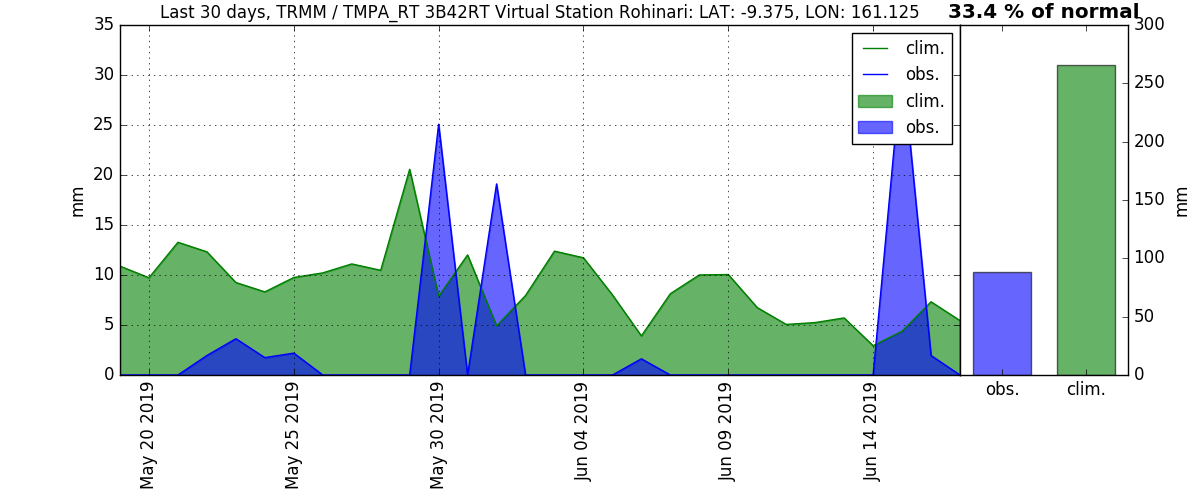 Last 30 days, TRMM / TMPA_RT 3B42RT Virtual Station Rohinari: LAT: -9.375, LON: 161.125
33.4 % of normal
35
30
25
20
15
10
5
0
mm
clim.
obs.
clim.
obs.
300
250
200
150
100
50
0
mm
obs.
clim.
May 20 2019
May 25 2019
May 30 2019
Jun 04 2019
Jun 09 2019
Jun 14 2019